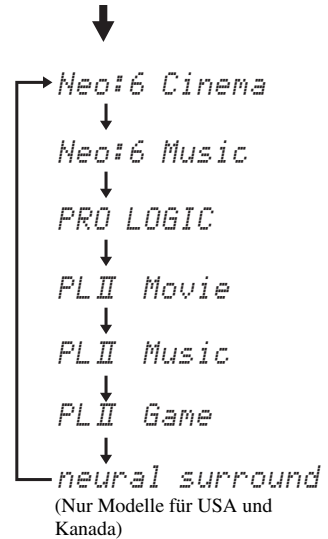 Neo:6 Cinema
Neo:6 Music
PRO LOGIC
PLⅡ Movie
PLⅡ Music
PLⅡ Game
neural surround
(Nur Modelle für USA und
Kanada)